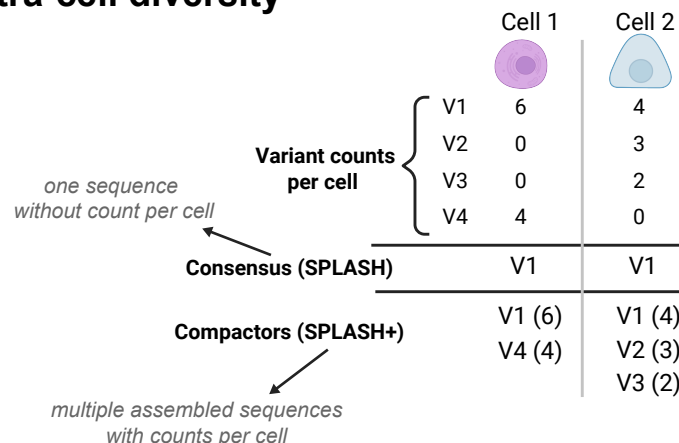 tra-cell diversity
Cell 1 Cell 2
V1 6 4
V2 0 3
Variant counts
per cell
V3 0 2
V4 4 0
one sequence
without count per cell
Consensus (SPLASH) V1 V1
Compactors (SPLASH+)
V1 (6) V1 (4)
V4 (4) V2 (3)
V3 (2)
multiple assembled sequences
with counts per cell